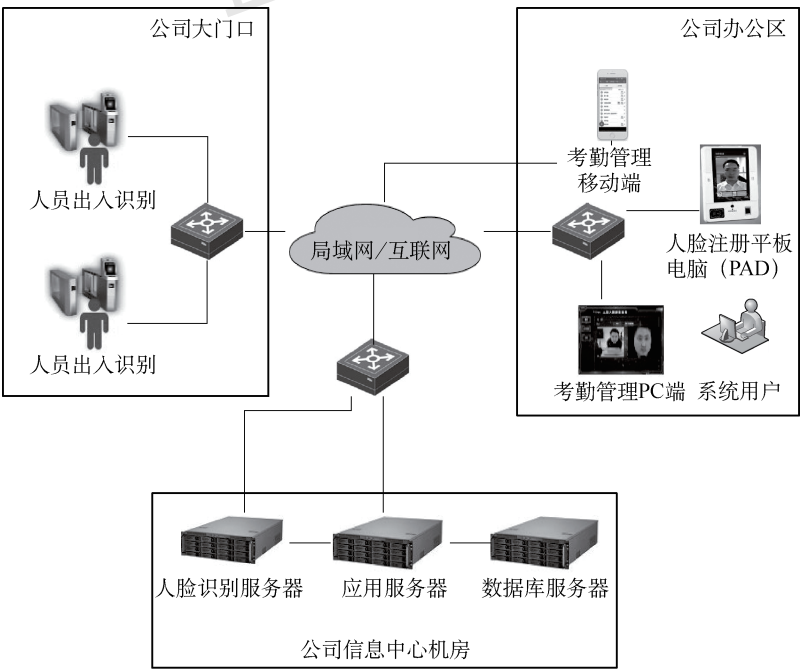 公司大门口
人员出入识别
人员出入识别
局域网/互联网
公司办公区
考勤管理
移动端
人脸注册平板
电脑（PAD）
考勤管理PC端
系统用户
人脸识别服务器
应用服务器
数据库服务器
公司信息中心机房